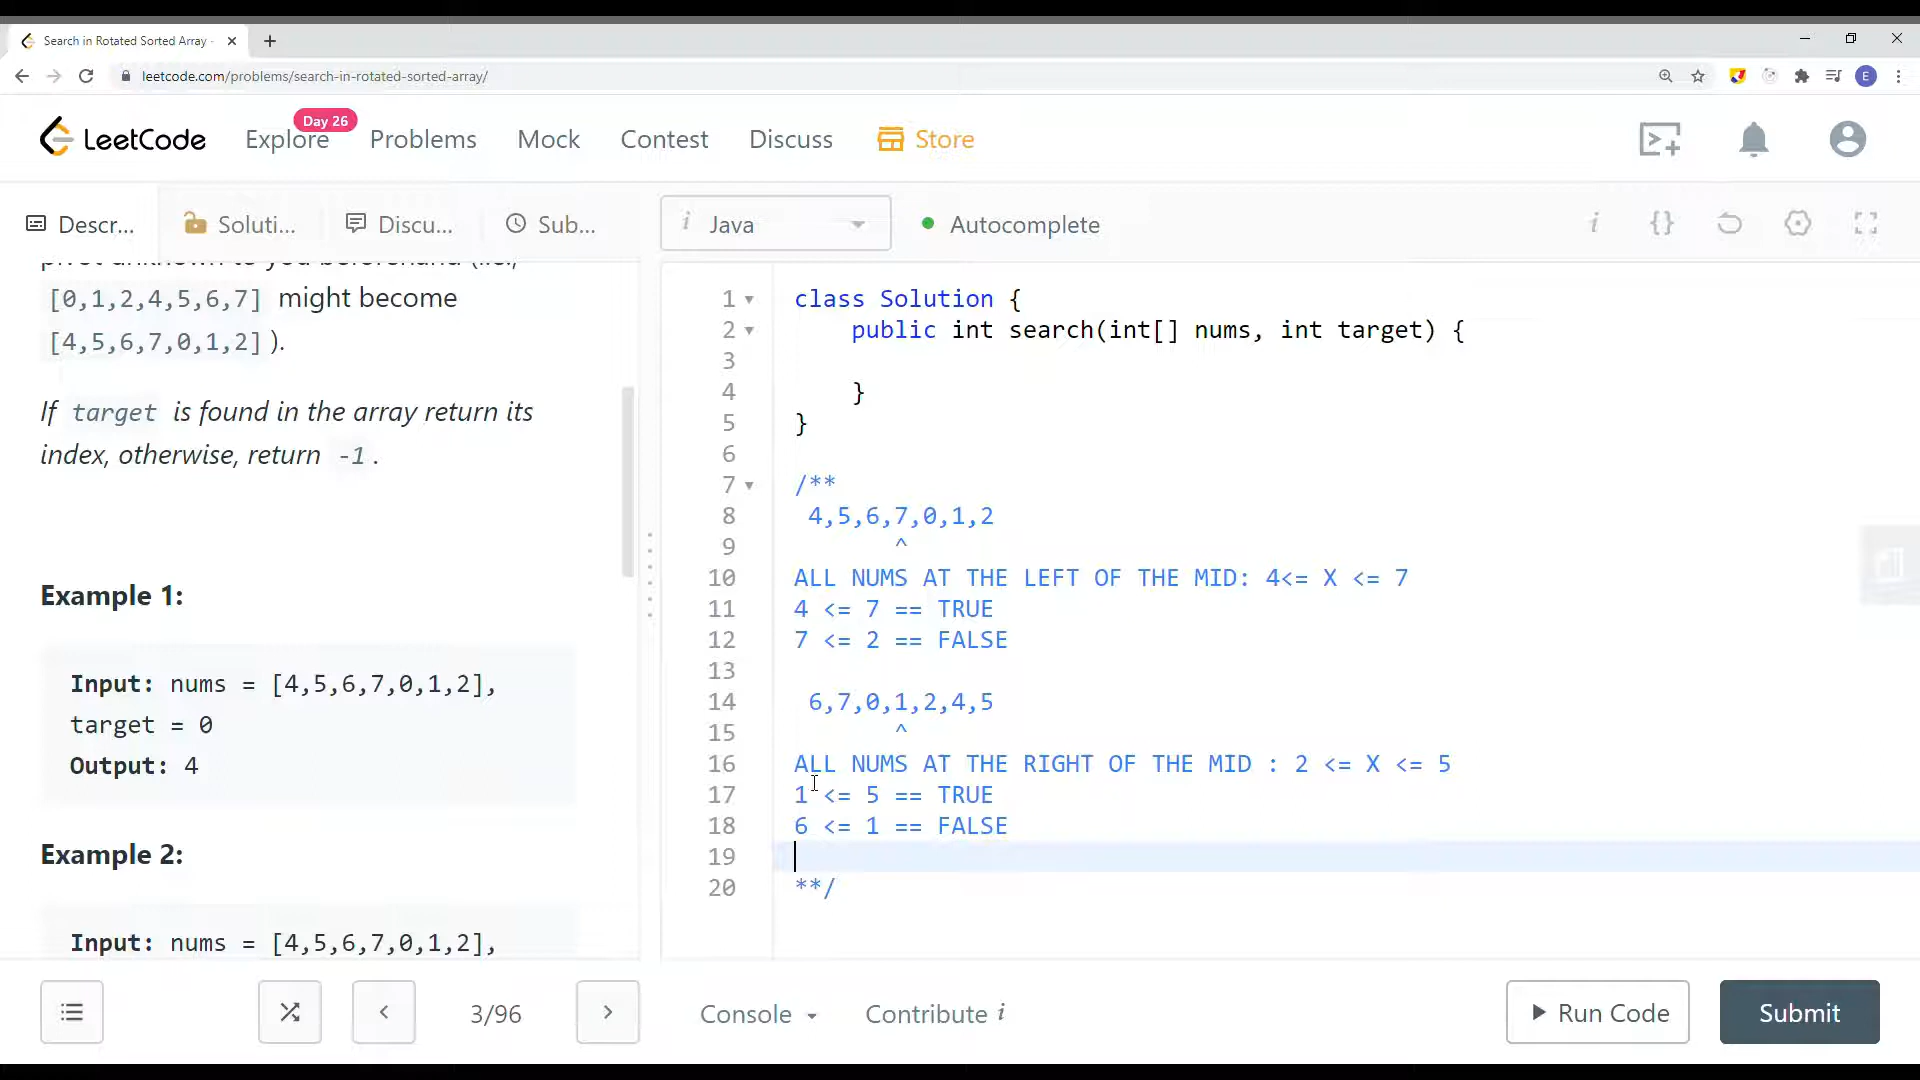 Search in Rotated Sorted Array -
leetcode.com/problems/search-in-rotated-sorted-array/
E
LeetCode
Explore
Day 26
Problems
Mock
Contest
Discuss
Store
Descr...
Soluti...
Discu...
Sub...
i Java
Autocomplete
i {}
pivot unknown to you beforehand (i.e.,
[0,1,2,4,5,6,7] might become
[4,5,6,7,0,1,2] ).
If target is found in the array return its
index, otherwise, return -1 .
Example 1:
Input: nums = [4,5,6,7,0,1,2],
target = 0
Output: 4
Example 2:
Input: nums = [4,5,6,7,0,1,2],
1 class Solution {
2 public int search(int[] nums, int target) {
3
4 }
5 }
6
7 /**
8 4,5,6,7,0,1,2
9 ^
10 ALL NUMS AT THE LEFT OF THE MID: 4<= X <= 7
11 4 <= 7 == TRUE
12 7 <= 2 == FALSE
13
14 6,7,0,1,2,4,5
15 ^
16 ALL NUMS AT THE RIGHT OF THE MID : 2 <= X <= 5
17 1 <= 5 == TRUE
18 6 <= 1 == FALSE
19
20 **/
3/96
Console
Contribute i
Run Code
Submit